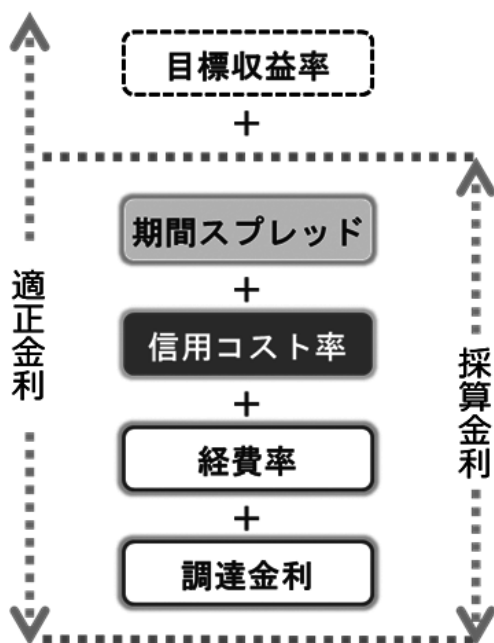 目標収益率
+
期間スプレッド
+
信用コスト率
+
経費率
+
調達金利
適正金利
採算金利